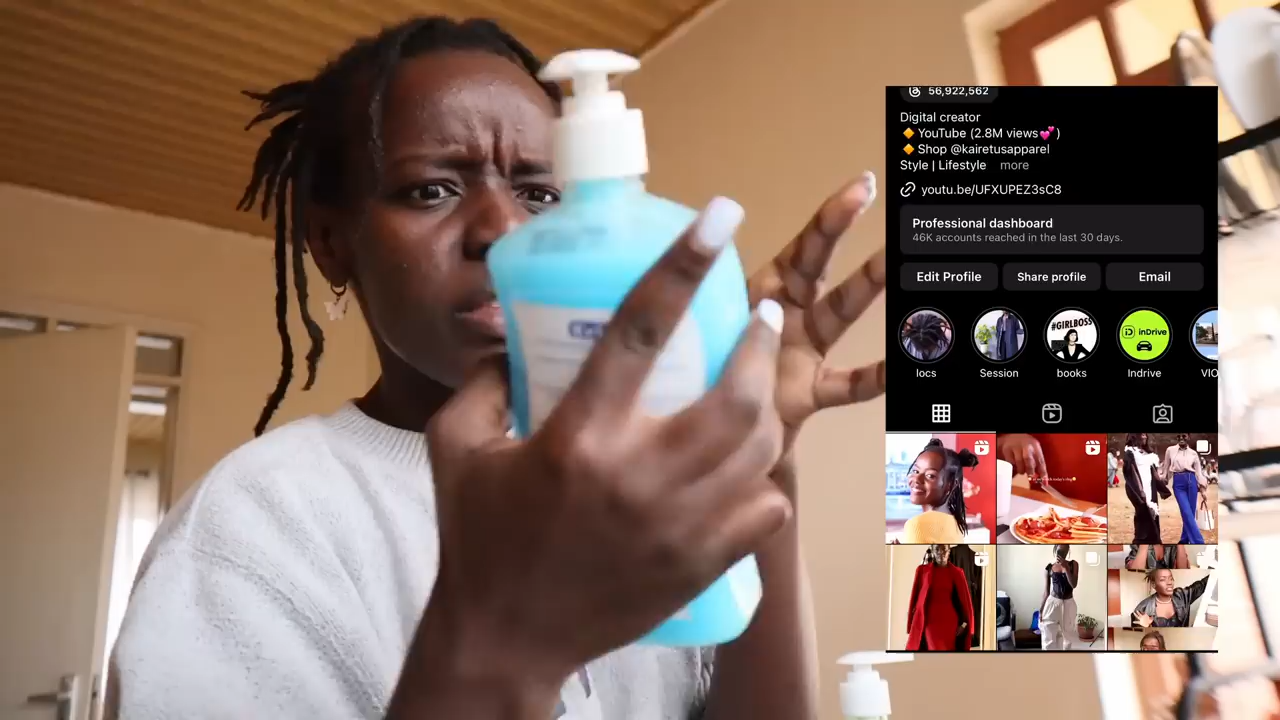 56,922,562
Digital creator
🔶 YouTube (2.8M views💕)
🔶 Shop @kairetusapparel
Style | Lifestyle more
youtu.be/UFXUPEZ3sC8
Professional dashboard
46K accounts reached in the last 30 days.
Edit Profile Share profile Email
#GIRLBOSS inDrive
locs Session books Indrive VIO